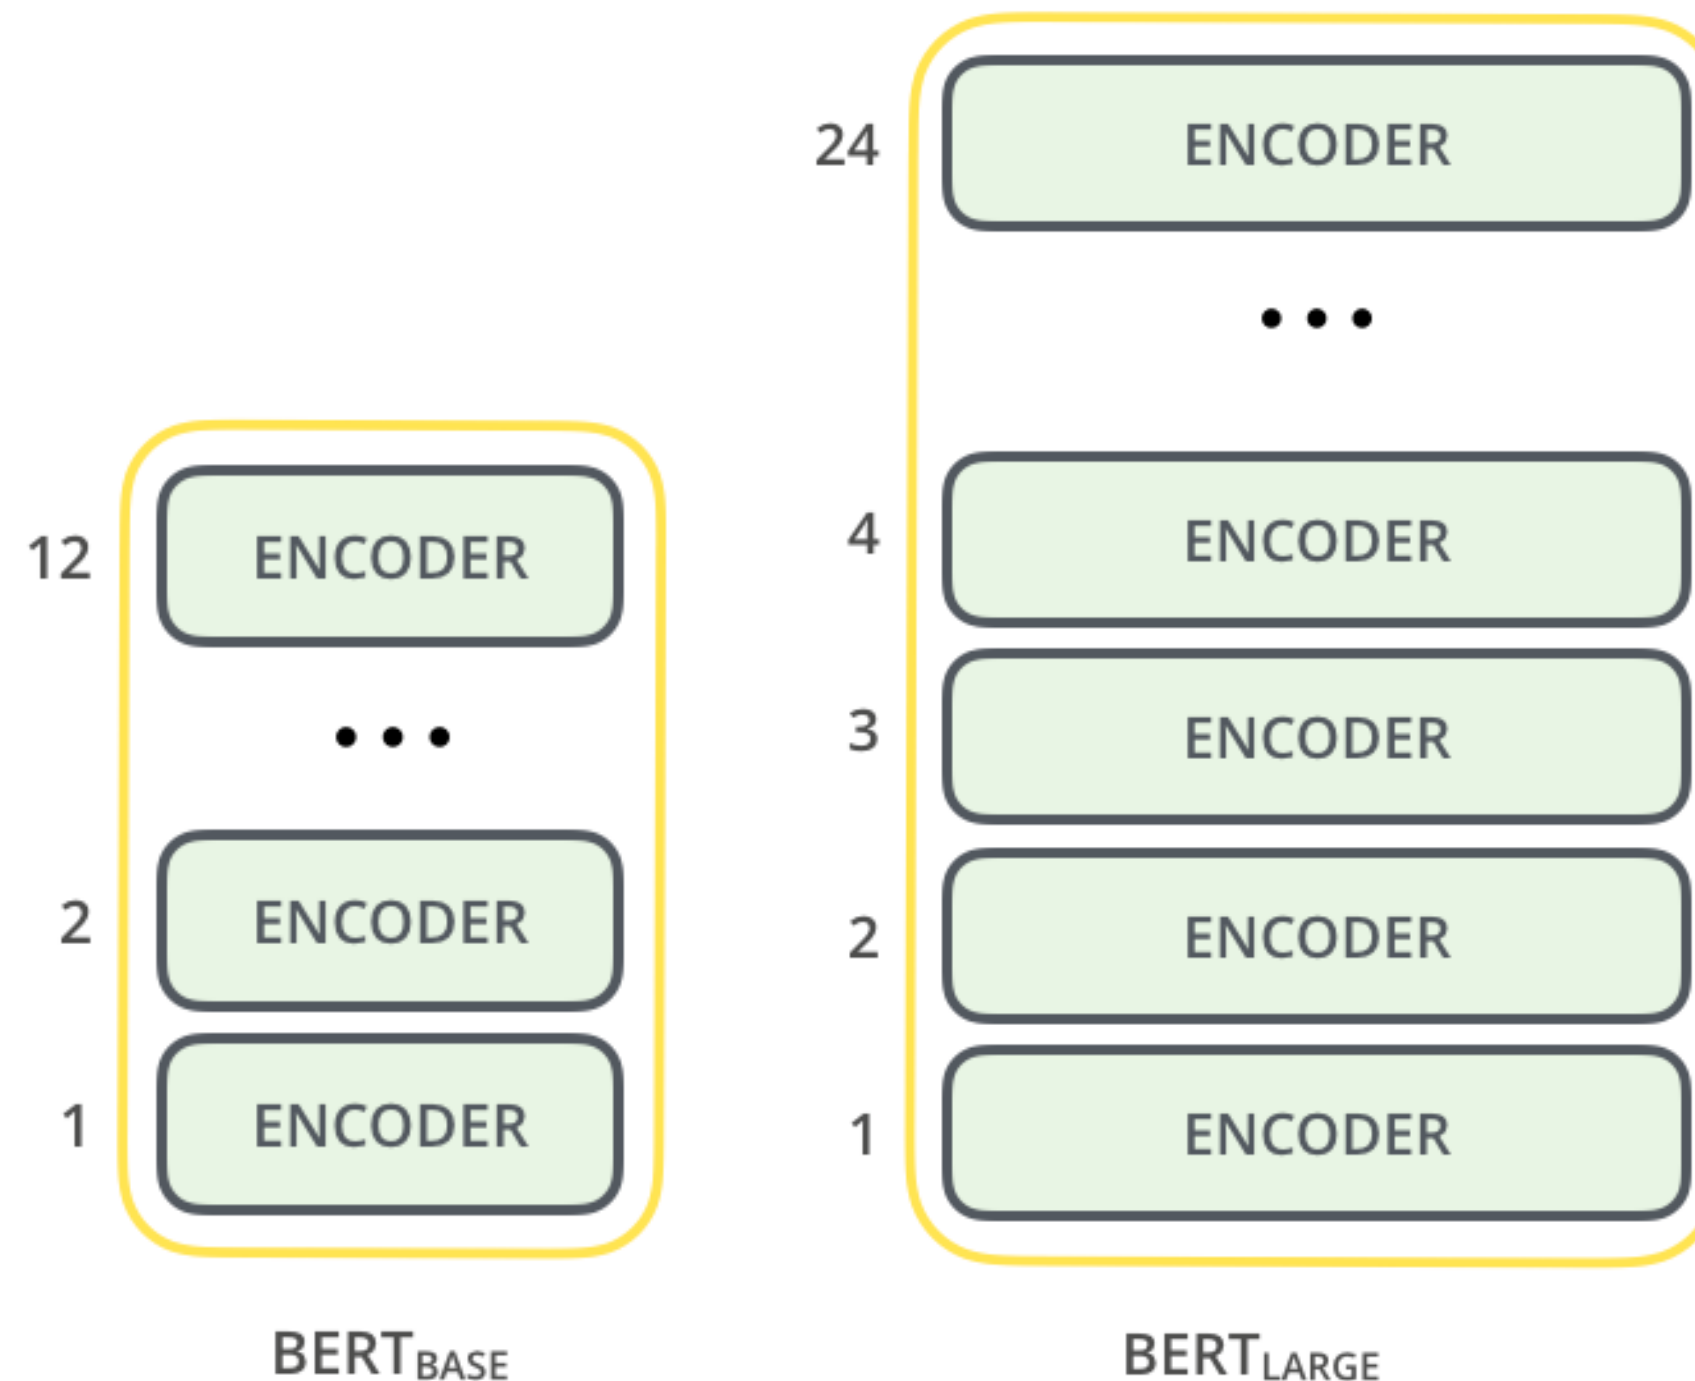 24 ENCODER
...
12 ENCODER
...
2 ENCODER
1 ENCODER
BERTBASE
4 ENCODER
3 ENCODER
2 ENCODER
1 ENCODER
BERTLARGE